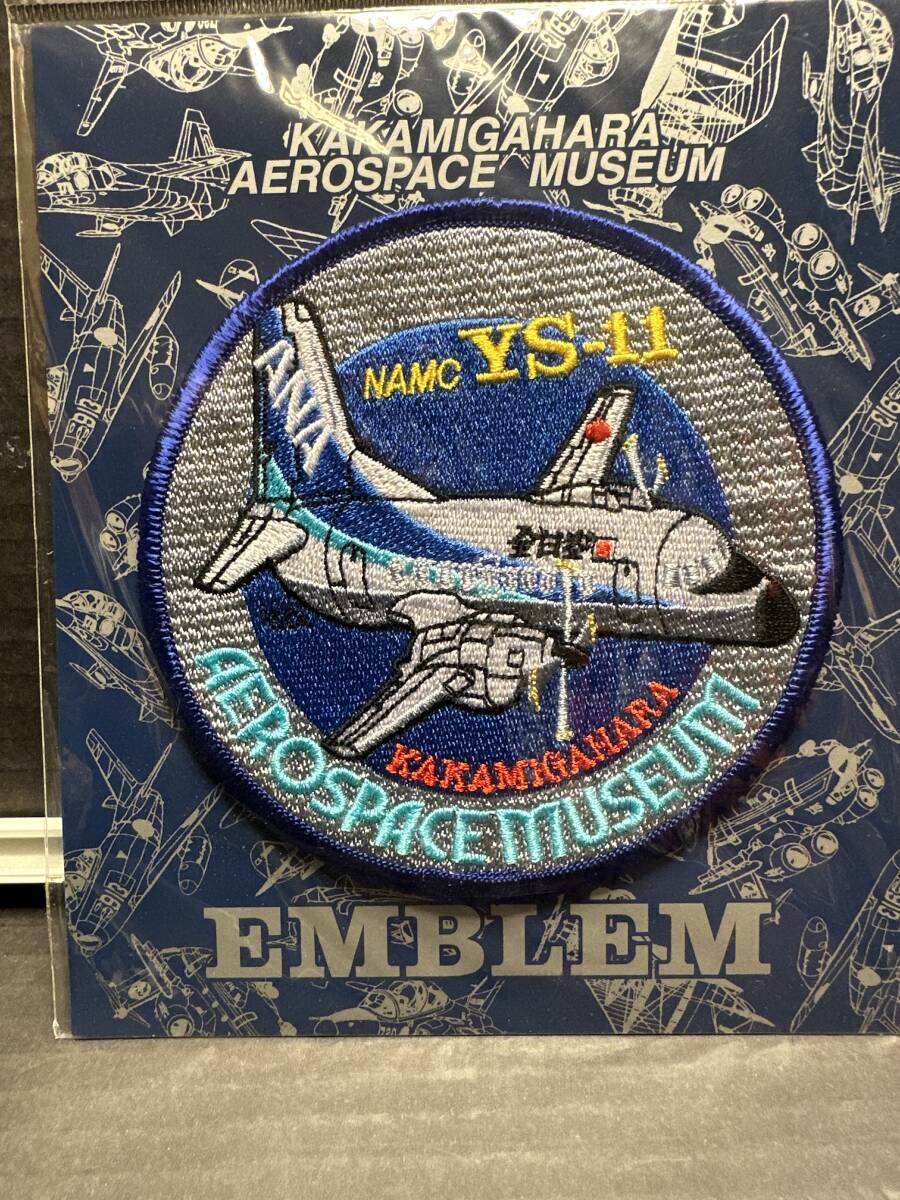 KAKAMIGAHARA
AEROSPACE MUSEUM
NAMC YS-11
ANA
全日空
KAKAMIGAHARA
AEROSPACE MUSEUM
EMBLEM